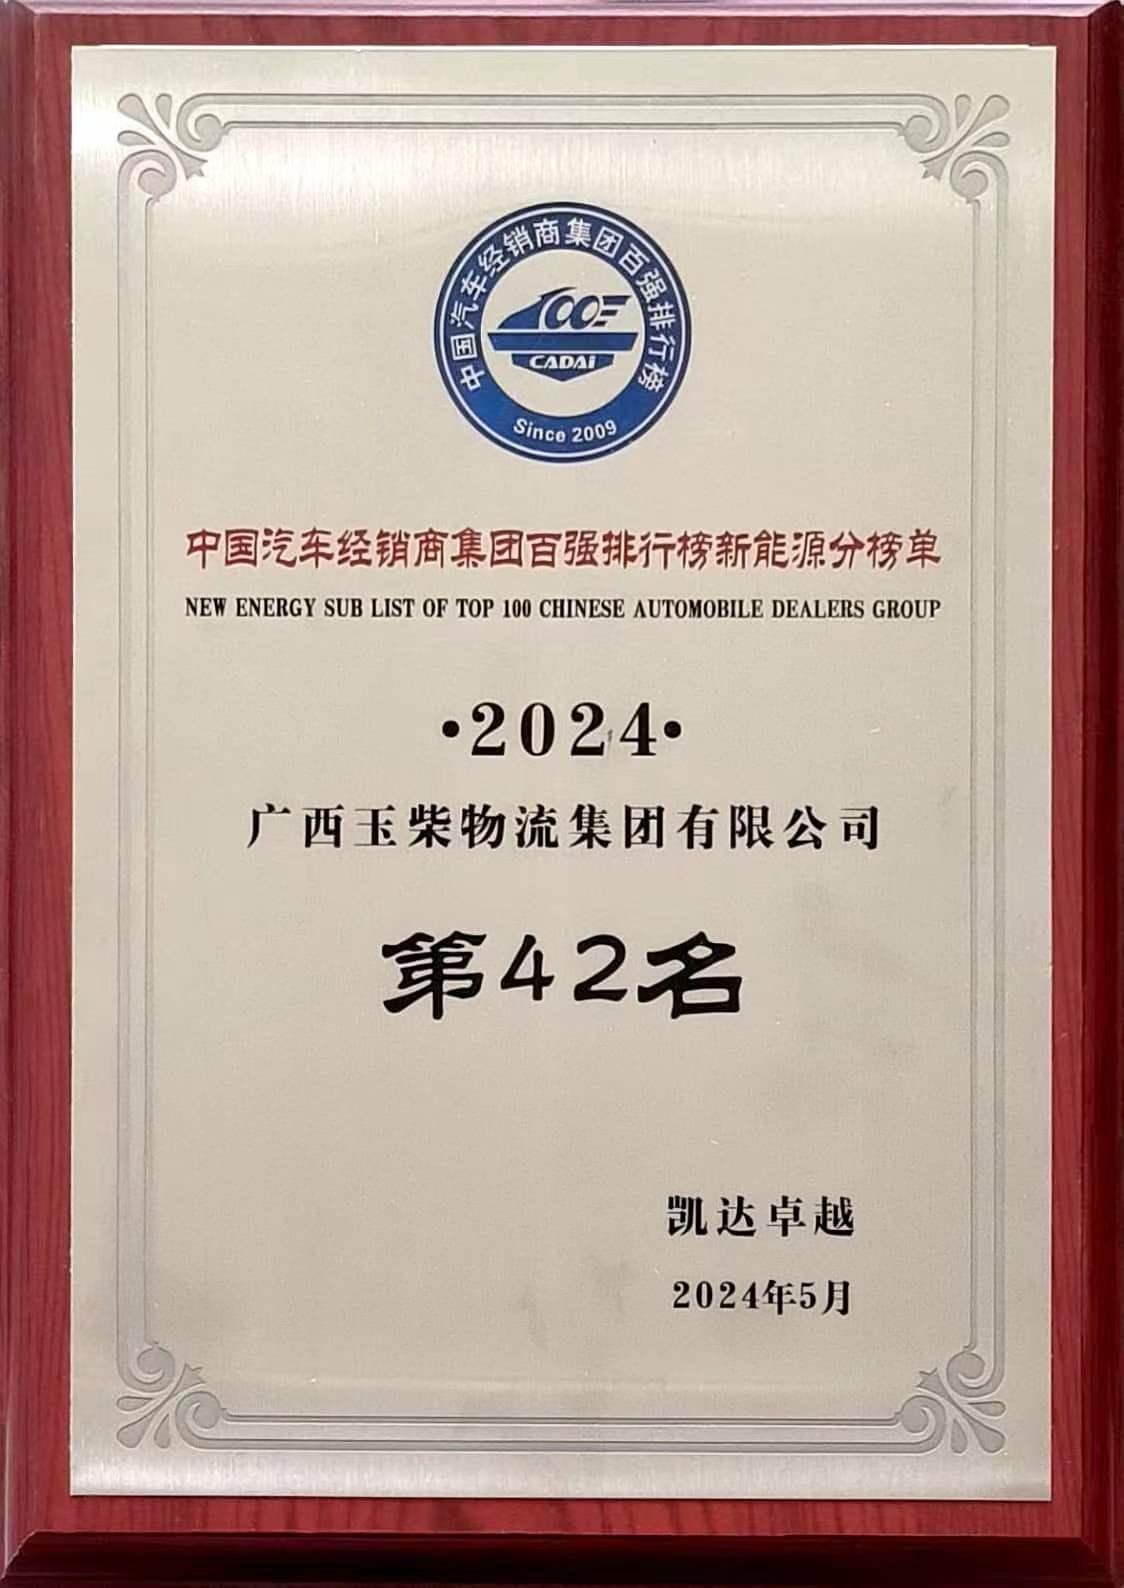 中国汽车经销商集团百强排行榜
100E
CADAi
Since 2009
中国汽车经销商集团百强排行榜新能源分榜单
NEW ENERGY SUB LIST OF TOP 100 CHINESE AUTOMOBILE DEALERS GROUP
·2024·
广西玉柴物流集团有限公司
第42名
凯达卓越
2024年5月